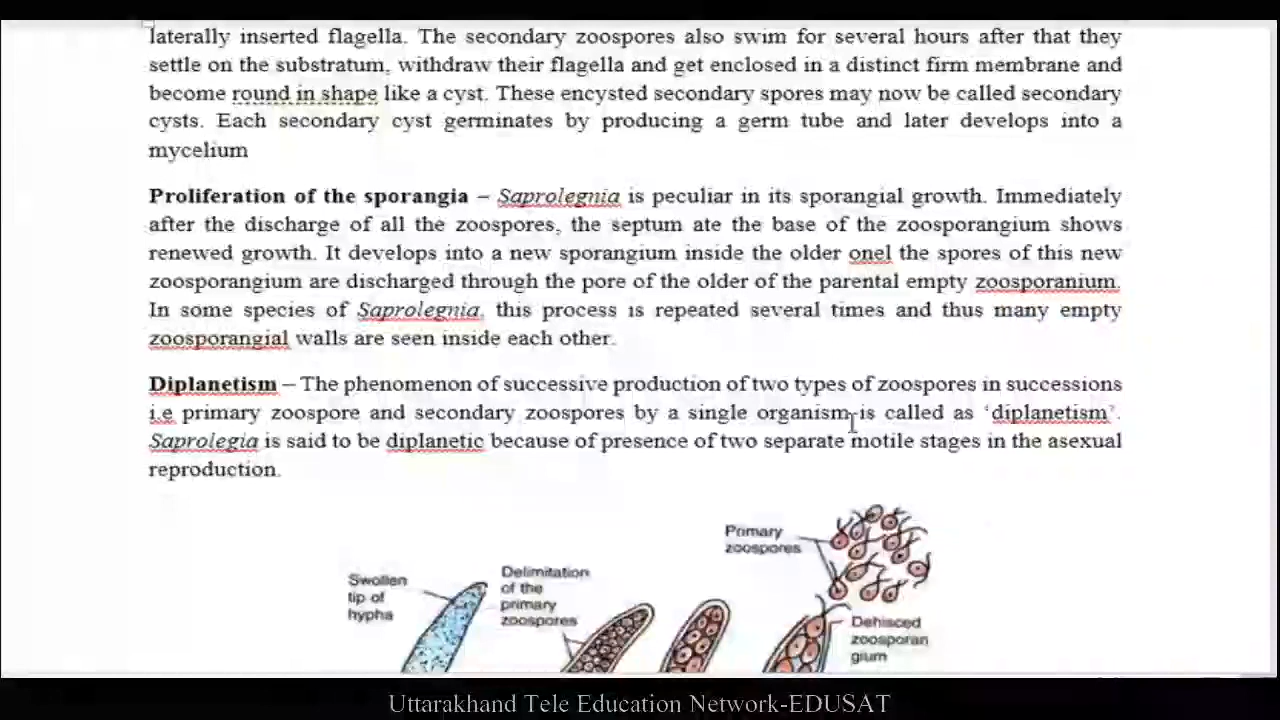 laterally inserted flagella. The secondary zoospores also swim for several hours after that they
settle on the substratum, withdraw their flagella and get enclosed in a distinct firm membrane and
become round in shape like a cyst. These encysted secondary spores may now be called secondary
cysts. Each secondary cyst germinates by producing a germ tube and later develops into a
mycelium
Proliferation of the sporangia – Saprolegnia is peculiar in its sporangial growth. Immediately
after the discharge of all the zoospores, the septum ate the base of the zoosporangium shows
renewed growth. It develops into a new sporangium inside the older onel the spores of this new
zoosporangium are discharged through the pore of the older of the parental empty zoosporanium.
In some species of Saprolegnia, this process is repeated several times and thus many empty
zoosporangial walls are seen inside each other.
Diplanetism – The phenomenon of successive production of two types of zoospores in successions
i.e primary zoospore and secondary zoospores by a single organism is called as ‘diplanetism’.
Saprolegia is said to be diplanetic because of presence of two separate motile stages in the asexual
reproduction.
Primary
zoospores
Swollen
tip of
hypha
Delimitation
of the
primary
zoospores
Dehisced
zoosporan
gium
Uttarakhand Tele Education Network-EDUSAT